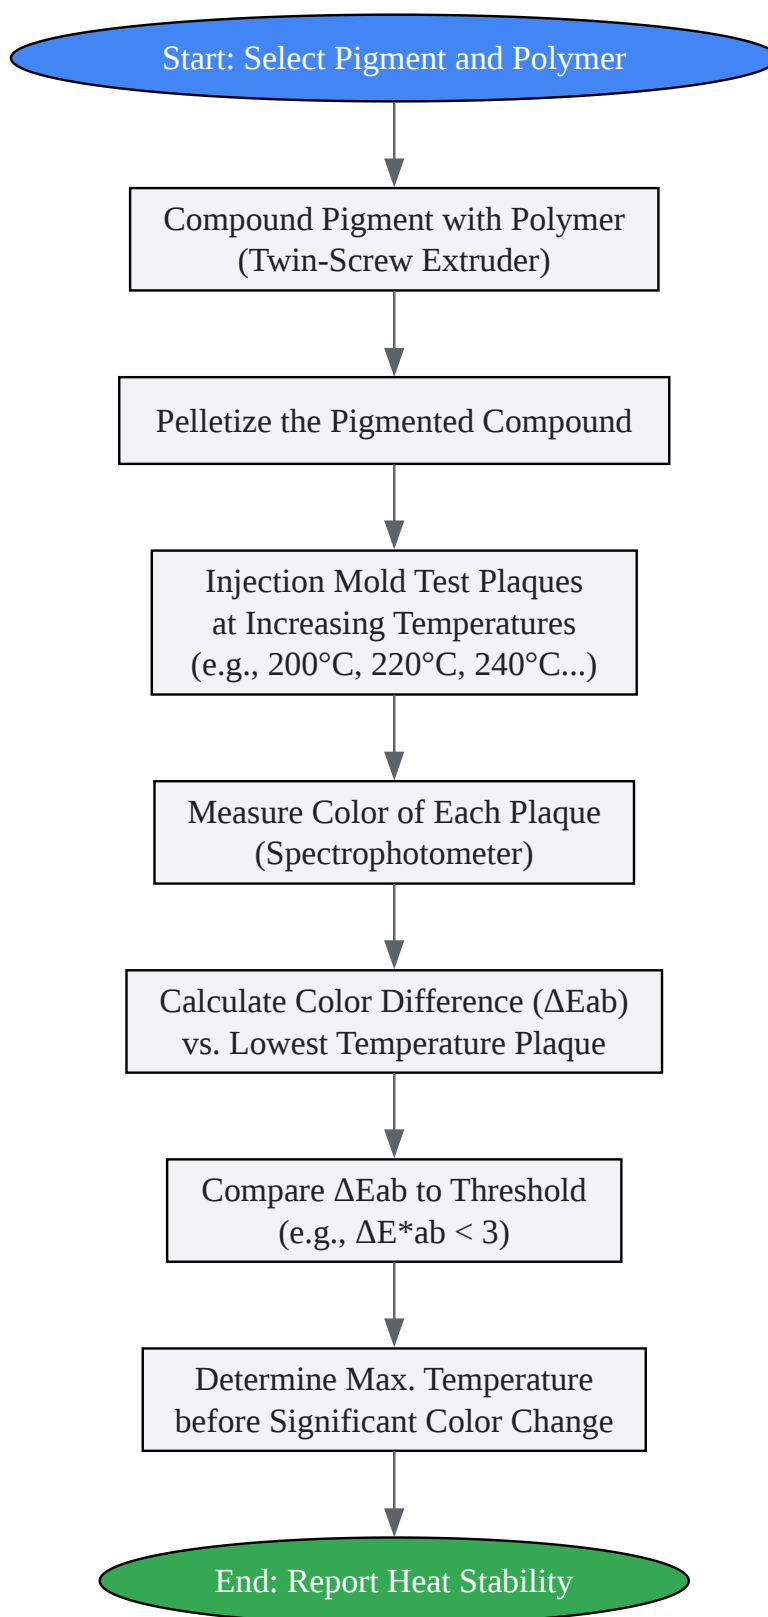 Start: Select Pigment and Polymer
Compound Pigment with Polymer
(Twin-Screw Extruder)
Pelletize the Pigmented Compound
Injection Mold Test Plaques
at Increasing Temperatures
(e.g., 200°C, 220°C, 240°C...)
Measure Color of Each Plaque
(Spectrophotometer)
Calculate Color Difference (ΔEab)
vs. Lowest Temperature Plaque
Compare ΔEab to Threshold
(e.g., ΔE*ab < 3)
Determine Max. Temperature
before Significant Color Change
End: Report Heat Stability